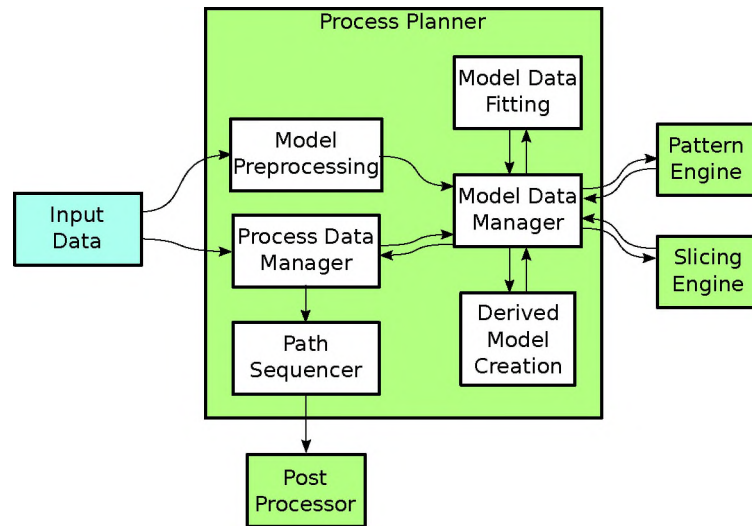 Process Planner
Model Data
Fitting
Model
Preprocessing
Pattern
Engine
Input
Data
Model Data
Manager
Process Data
Manager
Slicing
Engine
Path
Sequencer
Derived
Model
Creation
Post
Processor